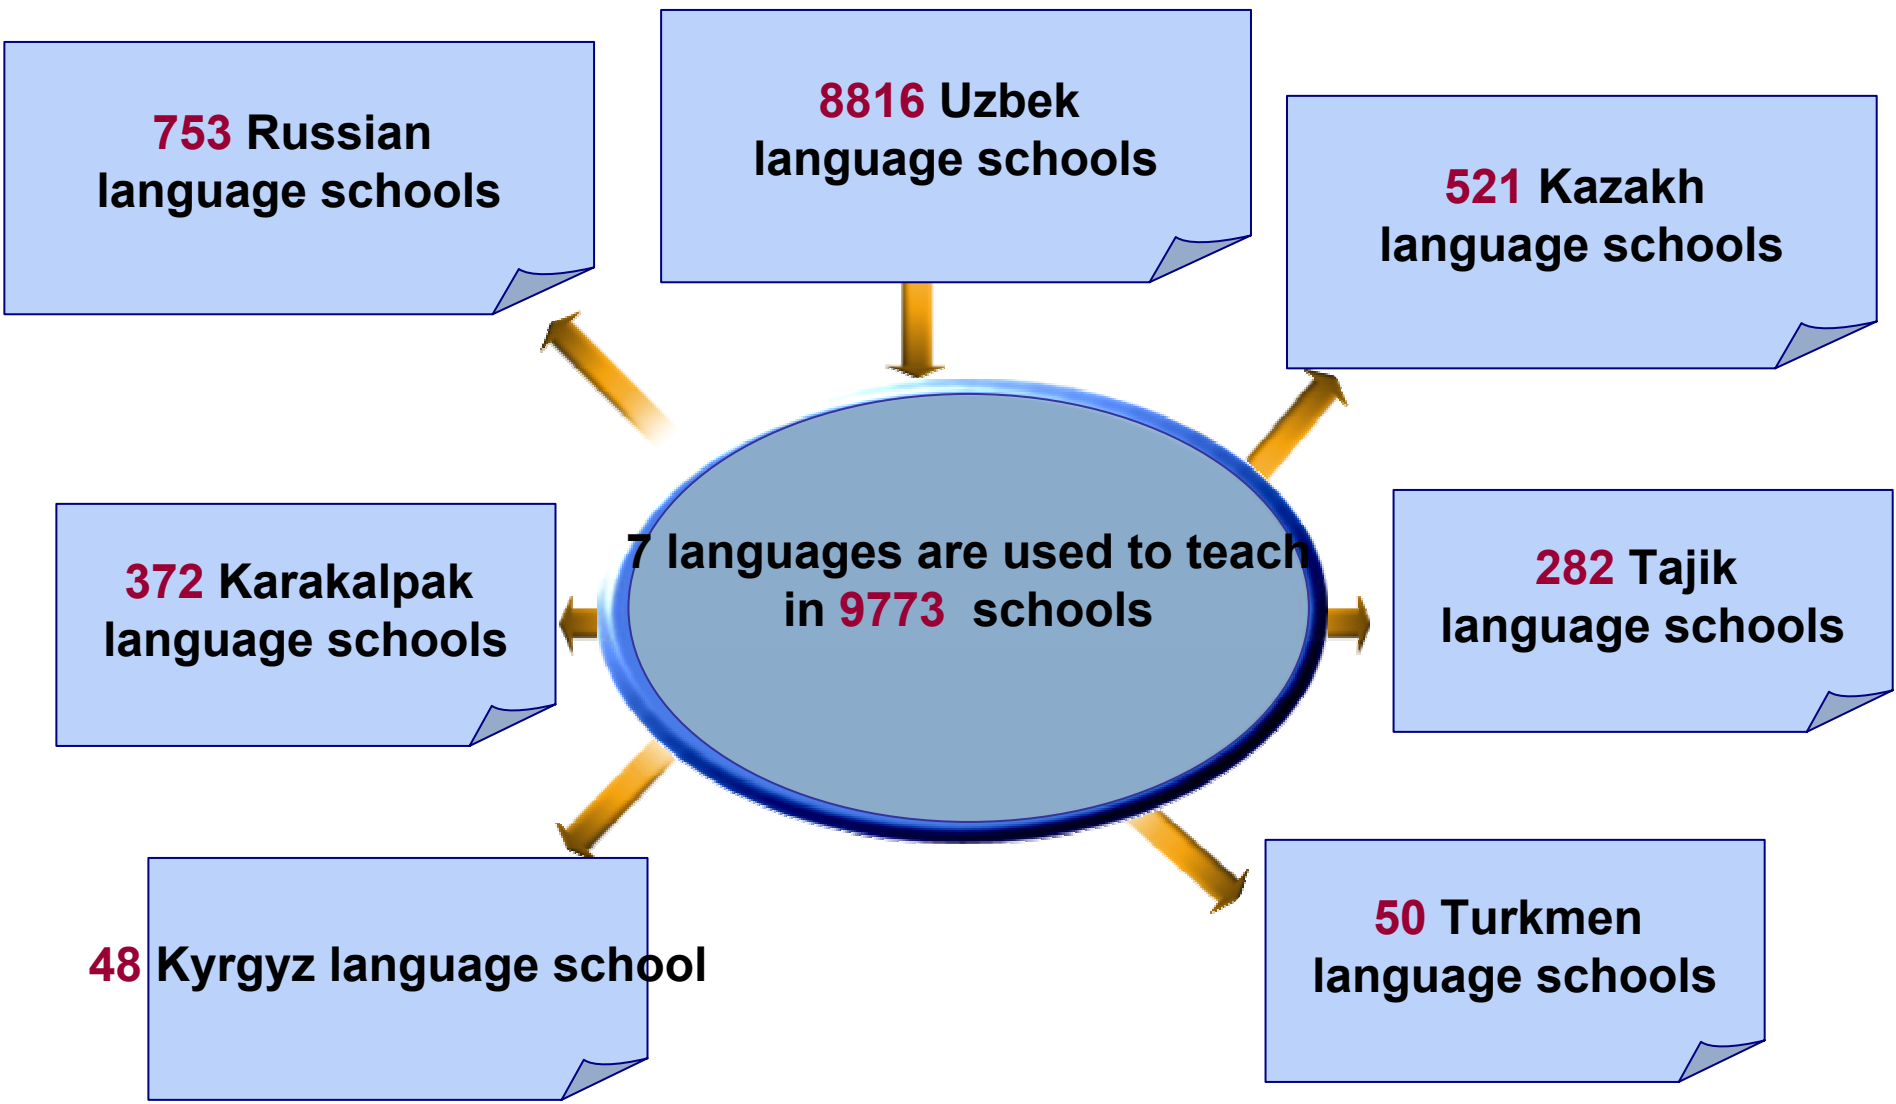 8816 Uzbek
language schools
753 Russian
language schools
521 Kazakh
language schools
7 languages are used to teach
in 9773 schools
372 Karakalpak
language schools
282 Tajik
language schools
48 Kyrgyz language school
50 Turkmen
language schools